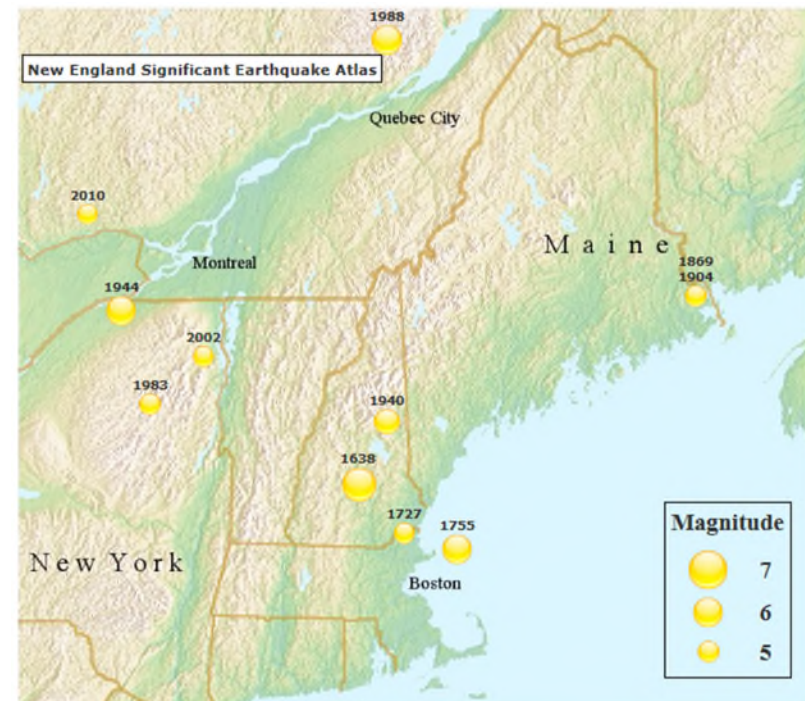 1988
New England Significant Earthquake Atlas
Quebec City
2010
Maine
Montreal
1869
1904
1944
2002
1983
1940
1638
1727
1755
Magnitude
7
New York
Boston
6
5